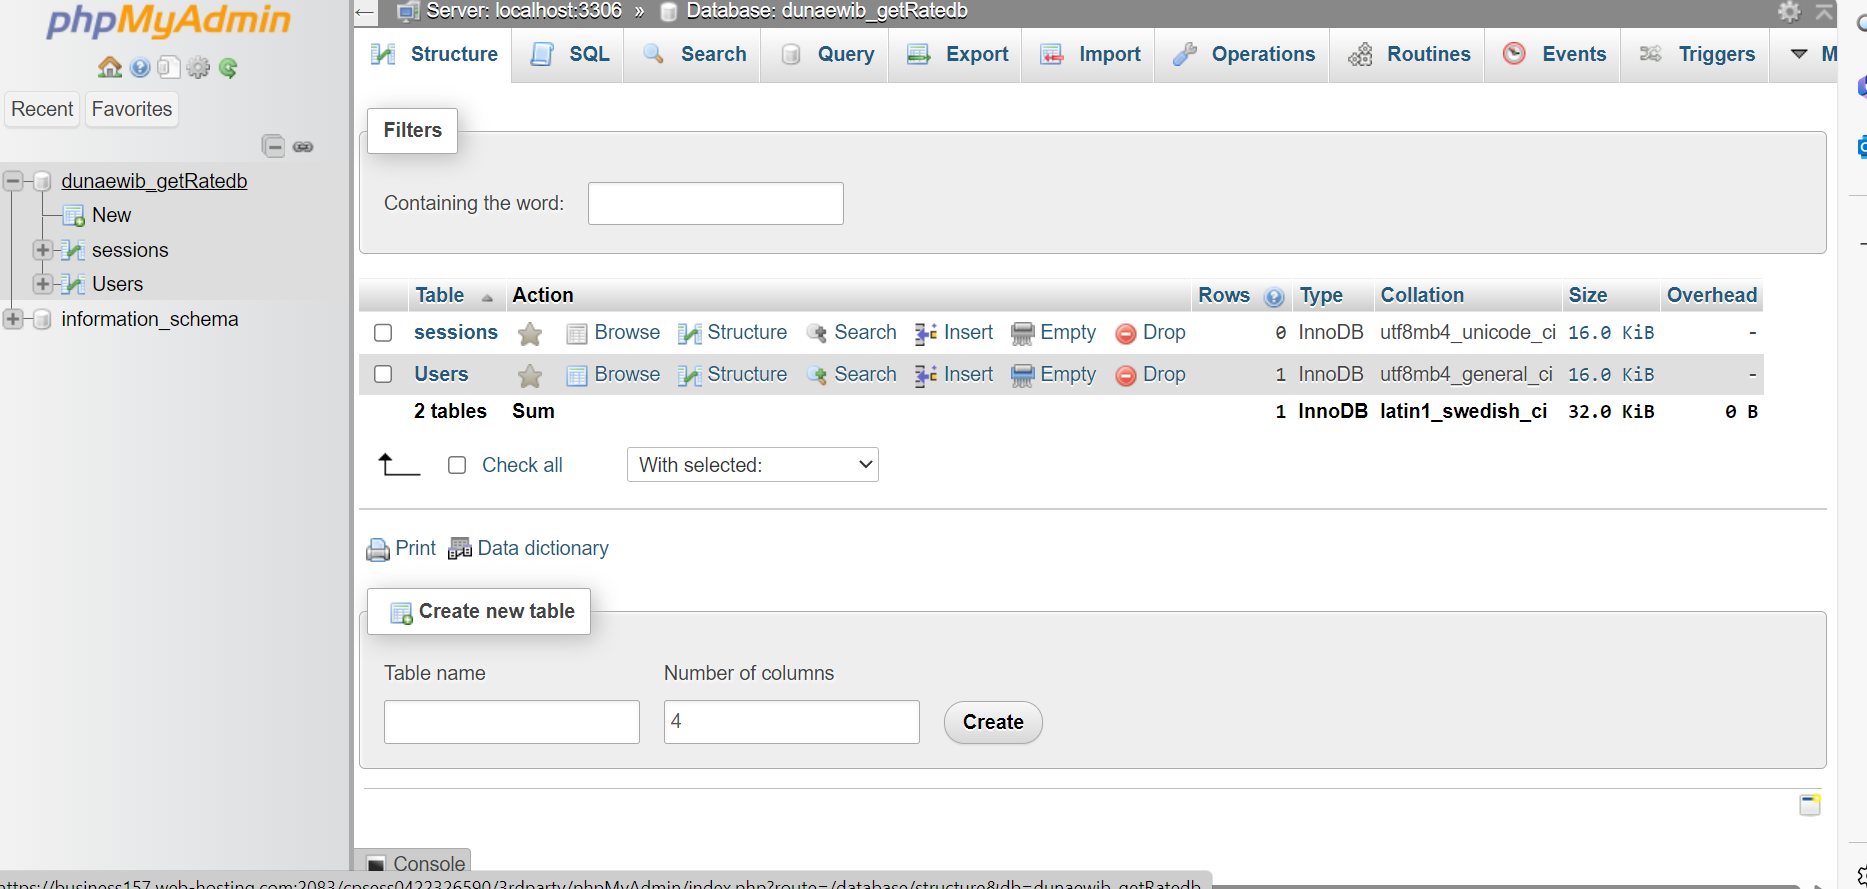 phpMyAdmin
Recent Favorites
dunaewib_getRatedb
New
sessions
Users
information_schema
Server: localhost:3306 » Database: dunaewib_getRatedb
Structure SQL Search Query Export Import Operations Routines Events Triggers M
Filters
Containing the word:
Table Action Rows Type Collation Size Overhead
sessions Browse Structure Search Insert Empty Drop 0 InnoDB utf8mb4_unicode_ci 16.0 KiB -
Users Browse Structure Search Insert Empty Drop 1 InnoDB utf8mb4_general_ci 16.0 KiB -
2 tables Sum 1 InnoDB latin1_swedish_ci 32.0 KiB 0 B
Check all With selected:
Print Data dictionary
Create new table
Table name Number of columns
4 Create
Console
https://business157.web-hosting.com:2083/cpsess0422326590/3rdparty/phpMyAdmin/index.php?route=/database/structure&db=dunaewib_getRatedb